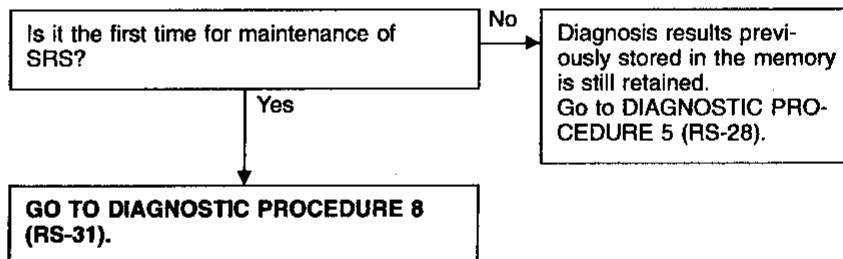 Is it the first time for maintenance of
SRS?
No
Diagnosis results previ-
ously stored in the memory
is still retained.
Go to DIAGNOSTIC PRO-
CEDURE 5 (RS-28).
Yes
GO TO DIAGNOSTIC PROCEDURE 8
(RS-31).